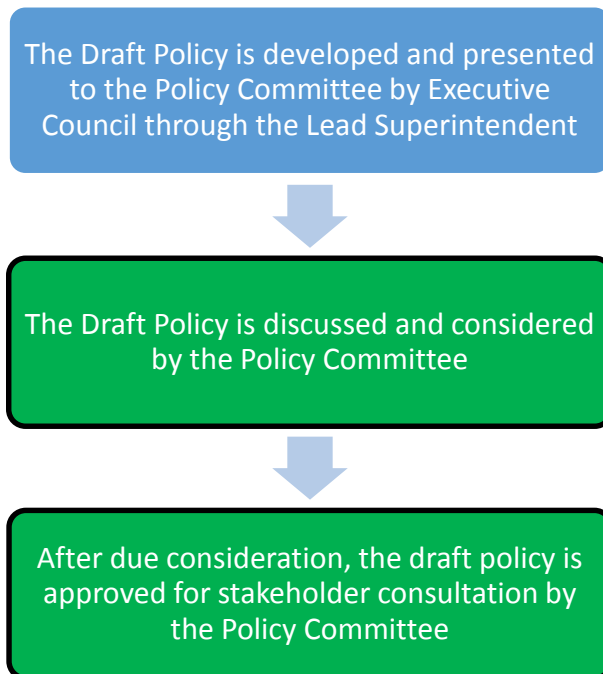 The Draft Policy is developed and presented
to the Policy Committee by Executive
Council through the Lead Superintendent
The Draft Policy is discussed and considered
by the Policy Committee
After due consideration, the draft policy is
approved for stakeholder consultation by
the Policy Committee